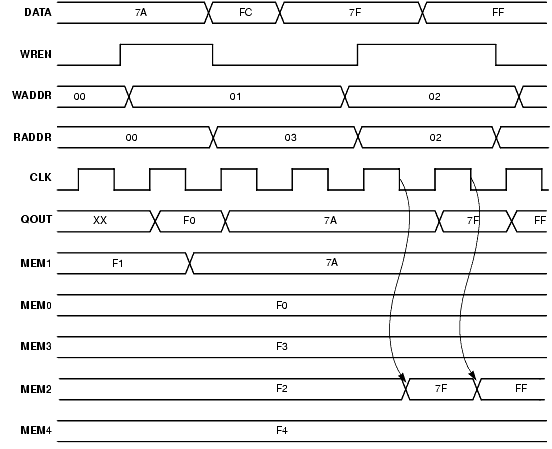 DATA 7A FC 7F FF
WREN
WADDR 00 01 02
RADDR 00 03 02
CLK
QOUT XX F0 7A 7F FF
MEM1 F1 7A
MEM0 F0
MEM3 F3
MEM2 F2 7F FF
MEM4 F4